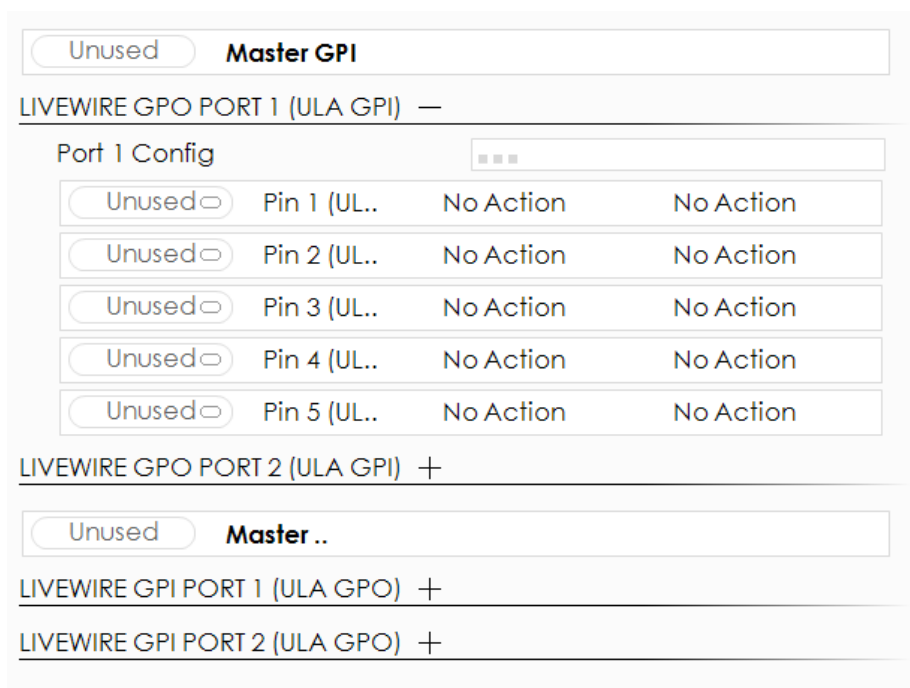 Unused Master GPI
LIVEWIRE GPO PORT 1 (ULA GPI)
Port 1 Config
Unused Pin 1 (UL.. No Action No Action
Unused Pin 2 (UL.. No Action No Action
Unused Pin 3 (UL.. No Action No Action
Unused Pin 4 (UL.. No Action No Action
Unused Pin 5 (UL.. No Action No Action
LIVEWIRE GPO PORT 2 (ULA GPI)
Unused Master ..
LIVEWIRE GPI PORT 1 (ULA GPO)
LIVEWIRE GPI PORT 2 (ULA GPO)